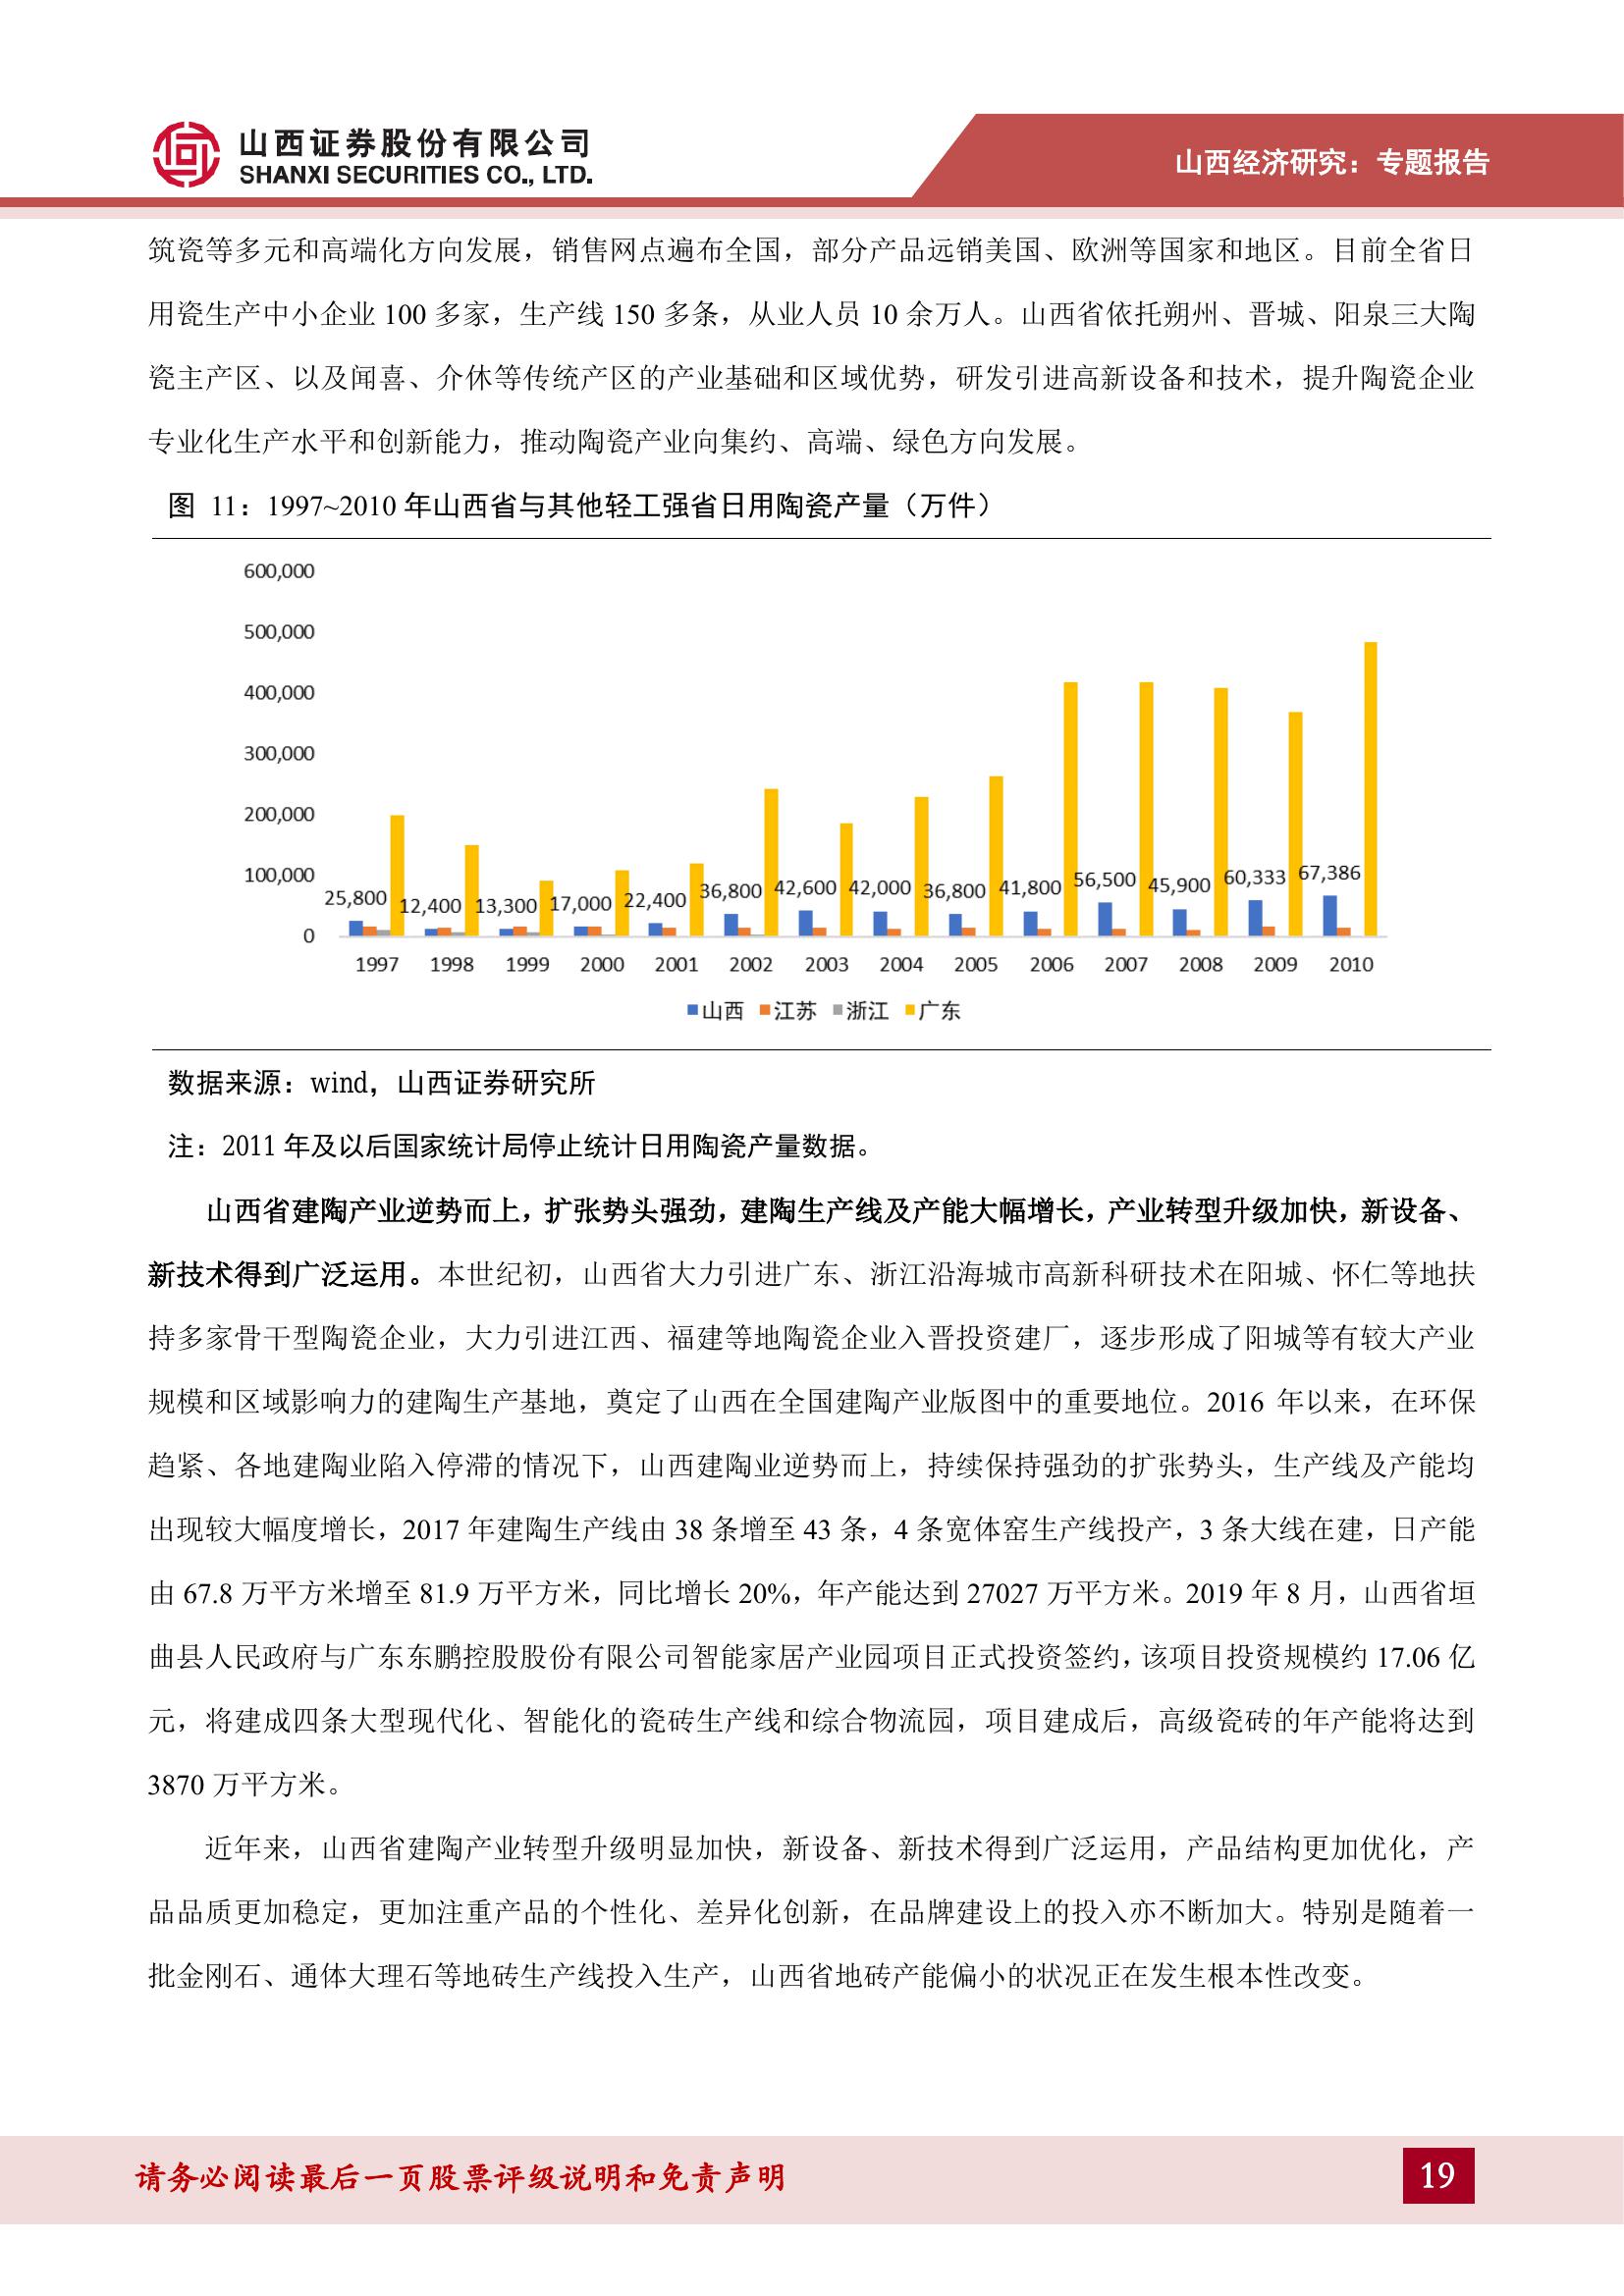 山西证券股份有限公司
SHANXI SECURITIES CO., LTD.
山西经济研究：专题报告
筑瓷等多元和高端化方向发展，销售网点遍布全国，部分产品远销美国、欧洲等国家和地区。目前全省日
用瓷生产中小企业 100 多家，生产线 150 多条，从业人员 10 余万人。山西省依托朔州、晋城、阳泉三大陶
瓷主产区、以及闻喜、介休等传统产区的产业基础和区域优势，研发引进高新设备和技术，提升陶瓷企业
专业化生产水平和创新能力，推动陶瓷产业向集约、高端、绿色方向发展。
图 11：1997~2010 年山西省与其他轻工强省日用陶瓷产量（万件）
600,000
500,000
400,000
300,000
200,000
100,000
0
25,800 12,400 13,300 17,000 22,400 36,800 42,600 42,000 36,800 41,800 56,500 45,900 60,333 67,386
1997 1998 1999 2000 2001 2002 2003 2004 2005 2006 2007 2008 2009 2010
山西 江苏 浙江 广东
数据来源：wind，山西证券研究所
注：2011 年及以后国家统计局停止统计日用陶瓷产量数据。
山西省建陶产业逆势而上，扩张势头强劲，建陶生产线及产能大幅增长，产业转型升级加快，新设备、
新技术得到广泛运用。本世纪初，山西省大力引进广东、浙江沿海城市高新科研技术在阳城、怀仁等地扶
持多家骨干型陶瓷企业，大力引进江西、福建等地陶瓷企业入晋投资建厂，逐步形成了阳城等有较大产业
规模和区域影响力的建陶生产基地，奠定了山西在全国建陶产业版图中的重要地位。2016 年以来，在环保
趋紧、各地建陶业陷入停滞的情况下，山西建陶业逆势而上，持续保持强劲的扩张势头，生产线及产能均
出现较大幅度增长，2017 年建陶生产线由 38 条增至 43 条，4 条宽体窑生产线投产，3 条大线在建，日产能
由 67.8 万平方米增至 81.9 万平方米，同比增长 20%，年产能达到 27027 万平方米。2019 年 8 月，山西省垣
曲县人民政府与广东东鹏控股股份有限公司智能家居产业园项目正式投资签约，该项目投资规模约 17.06 亿
元，将建成四条大型现代化、智能化的瓷砖生产线和综合物流园，项目建成后，高级瓷砖的年产能将达到
3870 万平方米。
近年来，山西省建陶产业转型升级明显加快，新设备、新技术得到广泛运用，产品结构更加优化，产
品品质更加稳定，更加注重产品的个性化、差异化创新，在品牌建设上的投入亦不断加大。特别是随着一
批金刚石、通体大理石等地砖生产线投入生产，山西省地砖产能偏小的状况正在发生根本性改变。
请务必阅读最后一页股票评级说明和免责声明
19